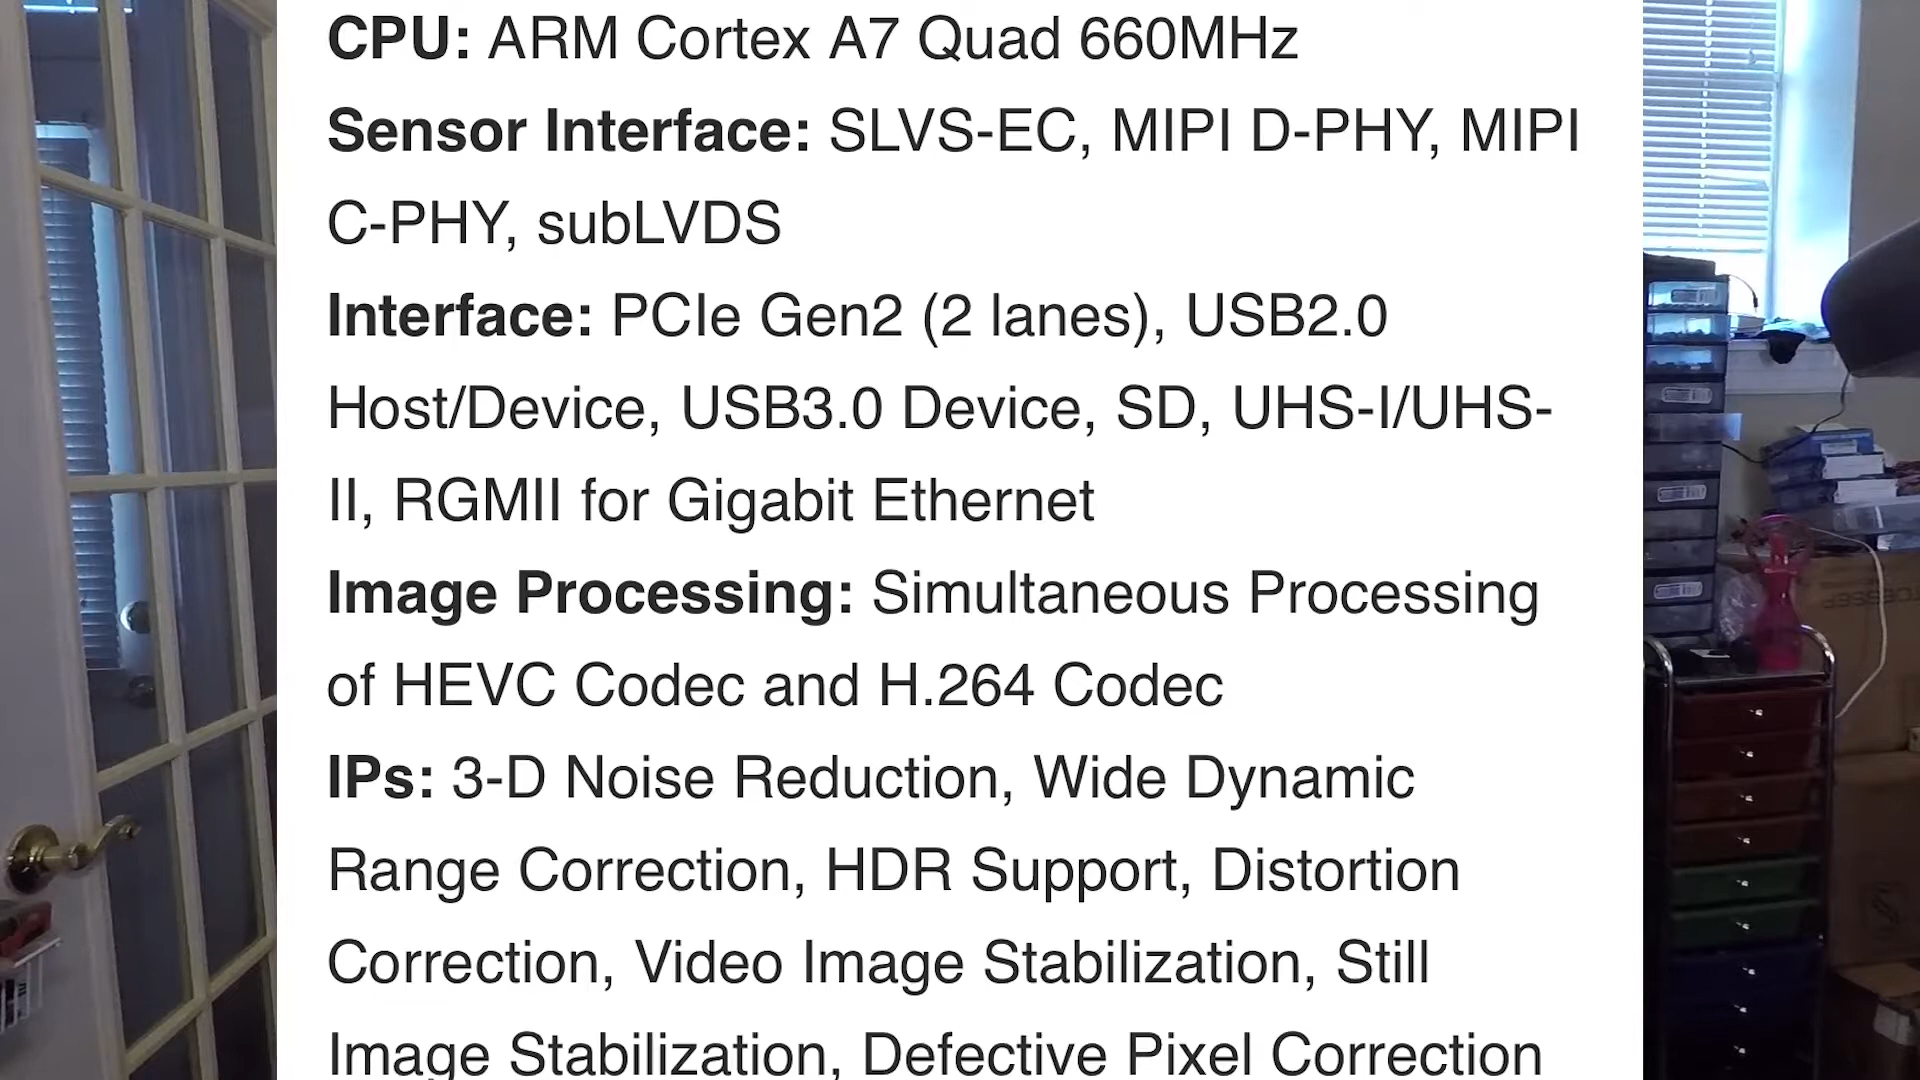 CPU: ARM Cortex A7 Quad 660MHz
Sensor Interface: SLVS-EC, MIPI D-PHY, MIPI
C-PHY, subLVDS
Interface: PCIe Gen2 (2 lanes), USB2.0
Host/Device, USB3.0 Device, SD, UHS-I/UHS-
II, RGMII for Gigabit Ethernet
Image Processing: Simultaneous Processing
of HEVC Codec and H.264 Codec
IPs: 3-D Noise Reduction, Wide Dynamic
Range Correction, HDR Support, Distortion
Correction, Video Image Stabilization, Still
Image Stabilization, Defective Pixel Correction